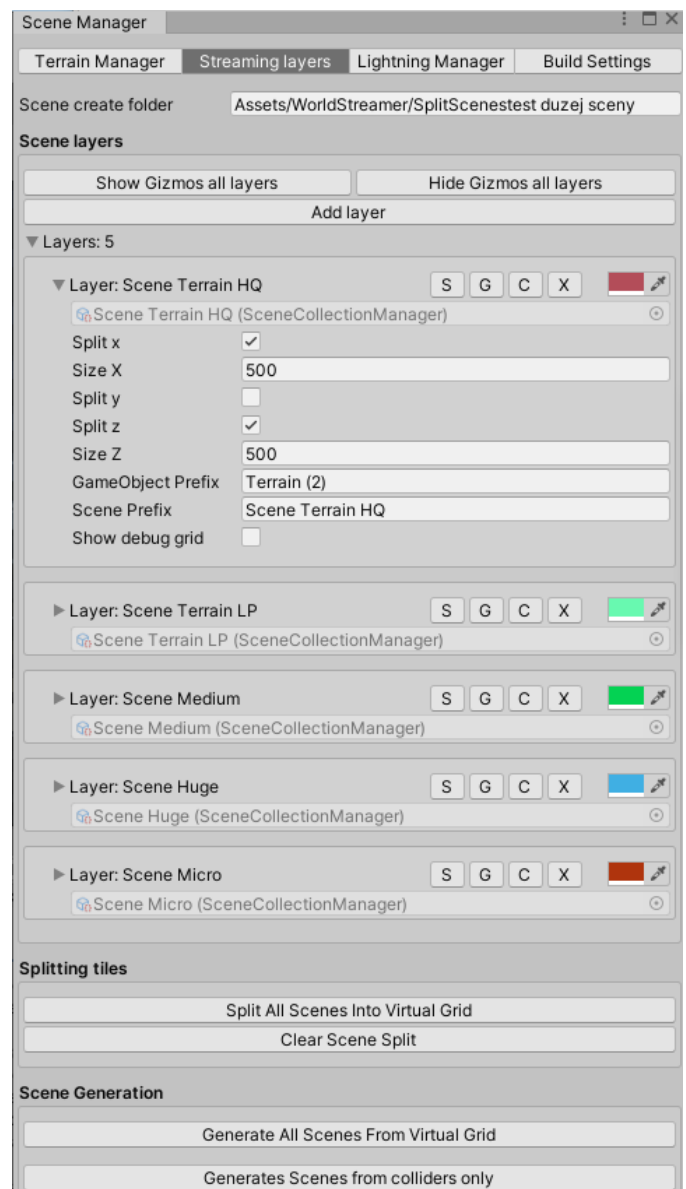 Scene Manager
Terrain Manager Streaming layers Lightning Manager Build Settings
Scene create folder Assets/WorldStreamer/SplitScenestest duzej sceny
Scene layers
Show Gizmos all layers Hide Gizmos all layers
Add layer
Layers: 5
Layer: Scene Terrain HQ S G C X
Scene Terrain HQ (SceneCollectionManager)
Split x
Size X 500
Split y
Split z
Size Z 500
GameObject Prefix Terrain (2)
Scene Prefix Scene Terrain HQ
Show debug grid
Layer: Scene Terrain LP S G C X
Scene Terrain LP (SceneCollectionManager)
Layer: Scene Medium S G C X
Scene Medium (SceneCollectionManager)
Layer: Scene Huge S G C X
Scene Huge (SceneCollectionManager)
Layer: Scene Micro S G C X
Scene Micro (SceneCollectionManager)
Splitting tiles
Split All Scenes Into Virtual Grid
Clear Scene Split
Scene Generation
Generate All Scenes From Virtual Grid
Generates Scenes from colliders only